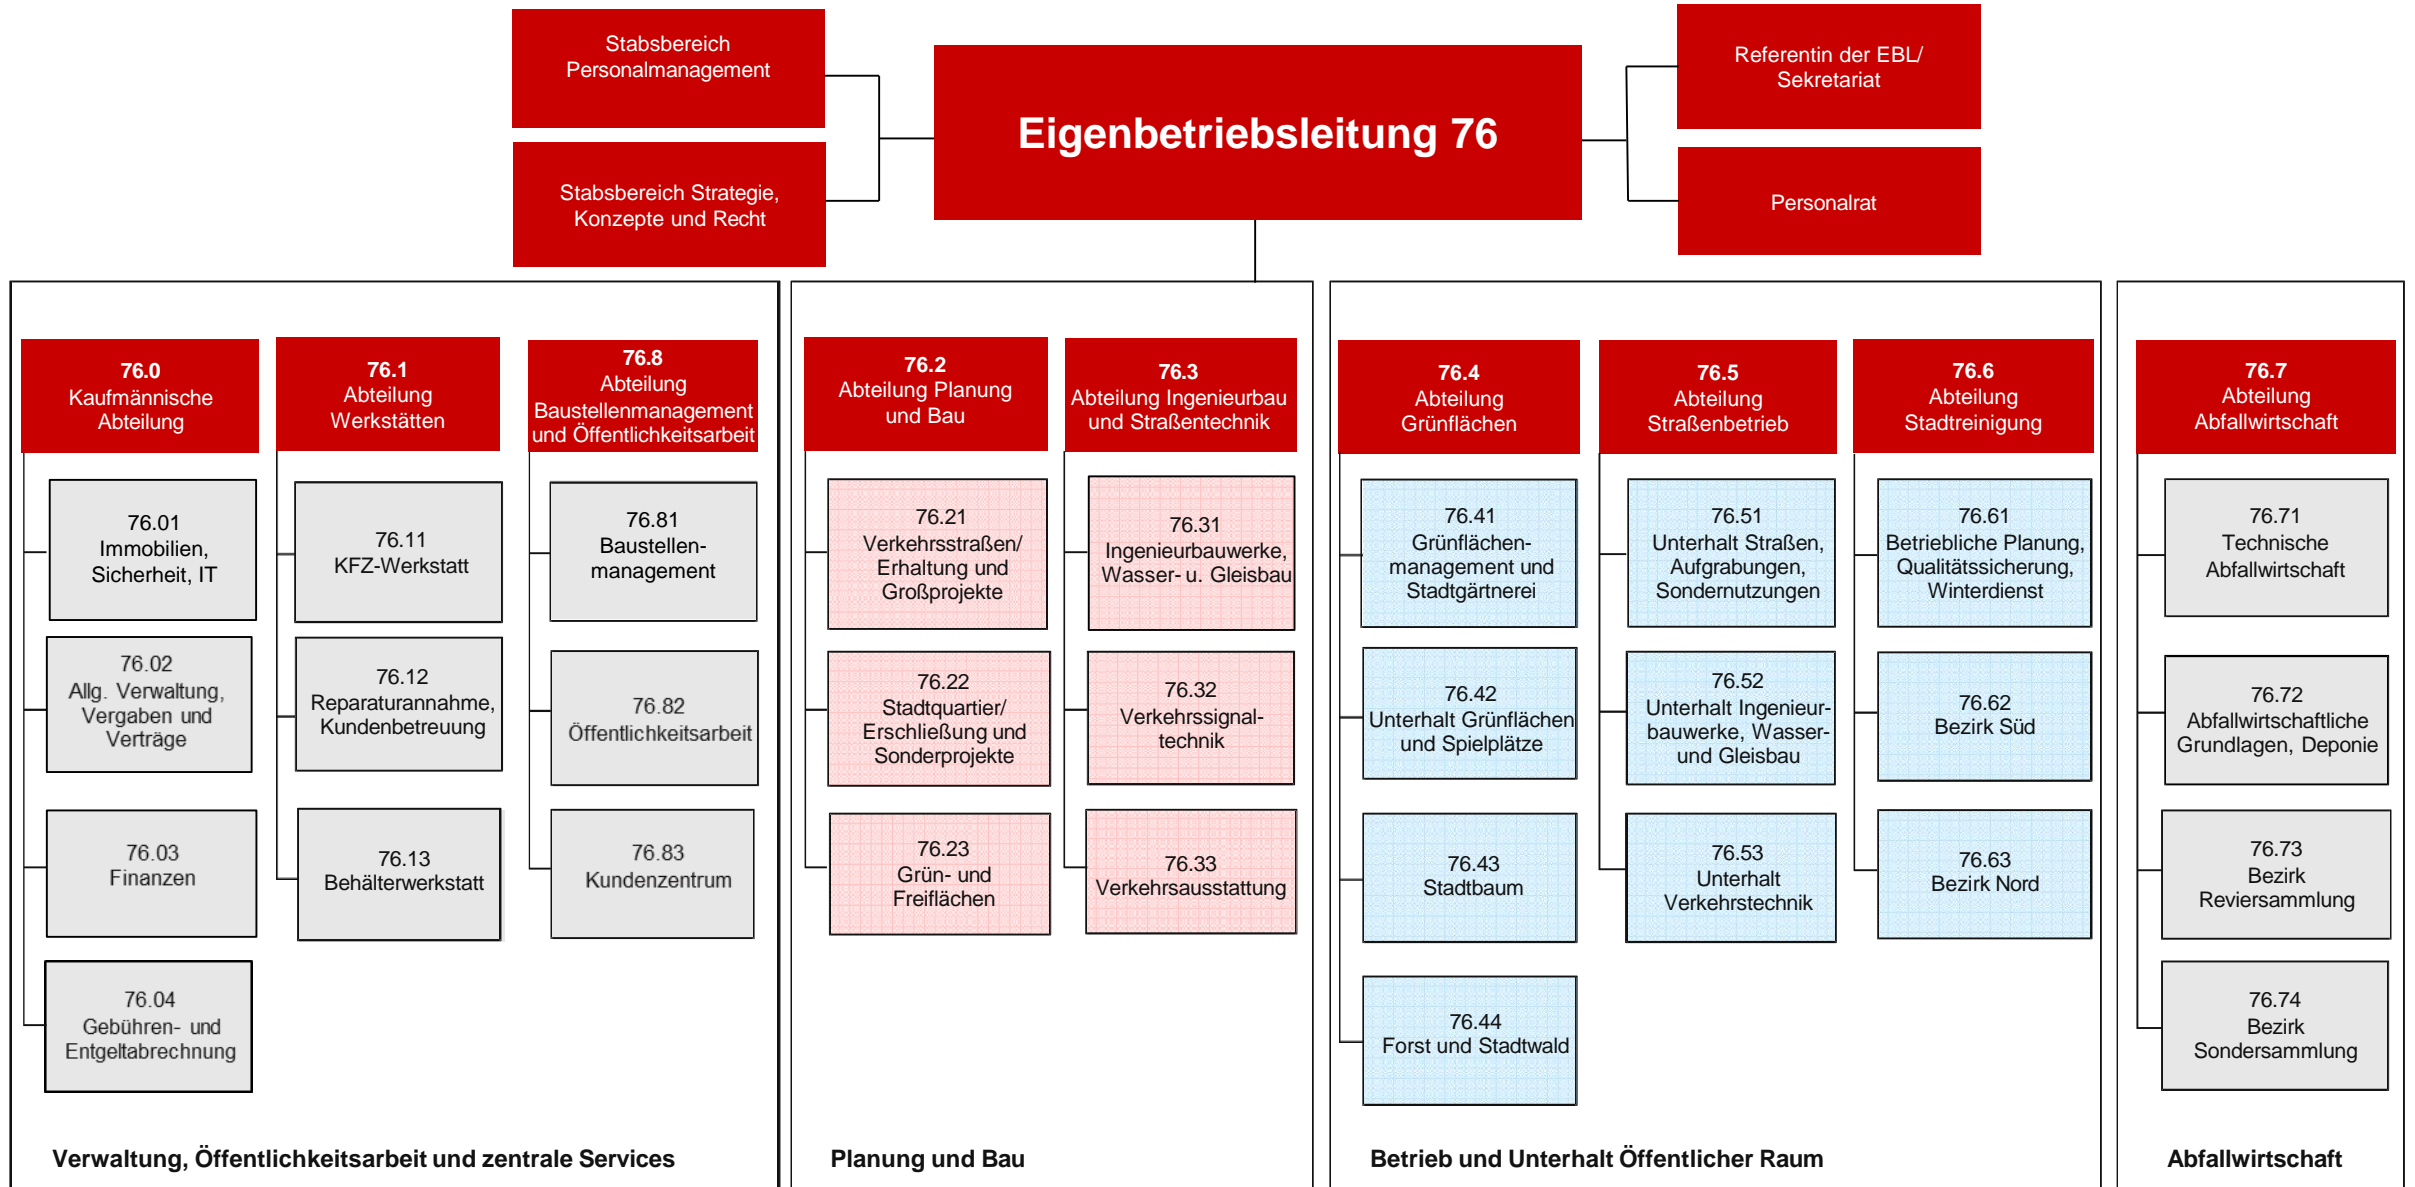 Stabsbereich
Personalmanagement
Stabsbereich Strategie,
Konzepte und Recht
Eigenbetriebsleitung 76
Referentin der EBL/
Sekretariat
Personalrat
76.0
Kaufmännische
Abteilung
76.01
Immobilien,
Sicherheit, IT
76.02
Allg. Verwaltung,
Vergaben und
Verträge
76.03
Finanzen
76.04
Gebühren- und
Entgeltabrechnung
76.1
Abteilung
Werkstätten
76.11
KFZ-Werkstatt
76.12
Reparaturannahme,
Kundenbetreuung
76.13
Behälterwerkstatt
76.8
Abteilung
Baustellenmanagement
und Öffentlichkeitsarbeit
76.81
Baustellen-
management
76.82
Öffentlichkeitsarbeit
76.83
Kundenzentrum
Verwaltung, Öffentlichkeitsarbeit und zentrale Services
76.2
Abteilung Planung
und Bau
76.21
Verkehrsstraßen/
Erhaltung und
Großprojekte
76.22
Stadtquartier/
Erschließung und
Sonderprojekte
76.23
Grün- und
Freiflächen
76.3
Abteilung Ingenieurbau
und Straßentechnik
76.31
Ingenieurbauwerke,
Wasser- u. Gleisbau
76.32
Verkehrssignal-
technik
76.33
Verkehrsausstattung
Planung und Bau
76.4
Abteilung
Grünflächen
76.41
Grünflächen-
management und
Stadtgärtnerei
76.42
Unterhalt Grünflächen
und Spielplätze
76.43
Stadtbaum
76.44
Forst und Stadtwald
76.5
Abteilung
Straßenbetrieb
76.51
Unterhalt Straßen,
Aufgrabungen,
Sondernutzungen
76.52
Unterhalt Ingenieur-
bauwerke, Wasser-
und Gleisbau
76.53
Unterhalt
Verkehrstechnik
76.6
Abteilung
Stadtreinigung
76.61
Betriebliche Planung,
Qualitätssicherung,
Winterdienst
76.62
Bezirk Süd
76.63
Bezirk Nord
Betrieb und Unterhalt Öffentlicher Raum
76.7
Abteilung
Abfallwirtschaft
76.71
Technische
Abfallwirtschaft
76.72
Abfallwirtschaftliche
Grundlagen, Deponie
76.73
Bezirk
Reviersammlung
76.74
Bezirk
Sondersammlung
Abfallwirtschaft